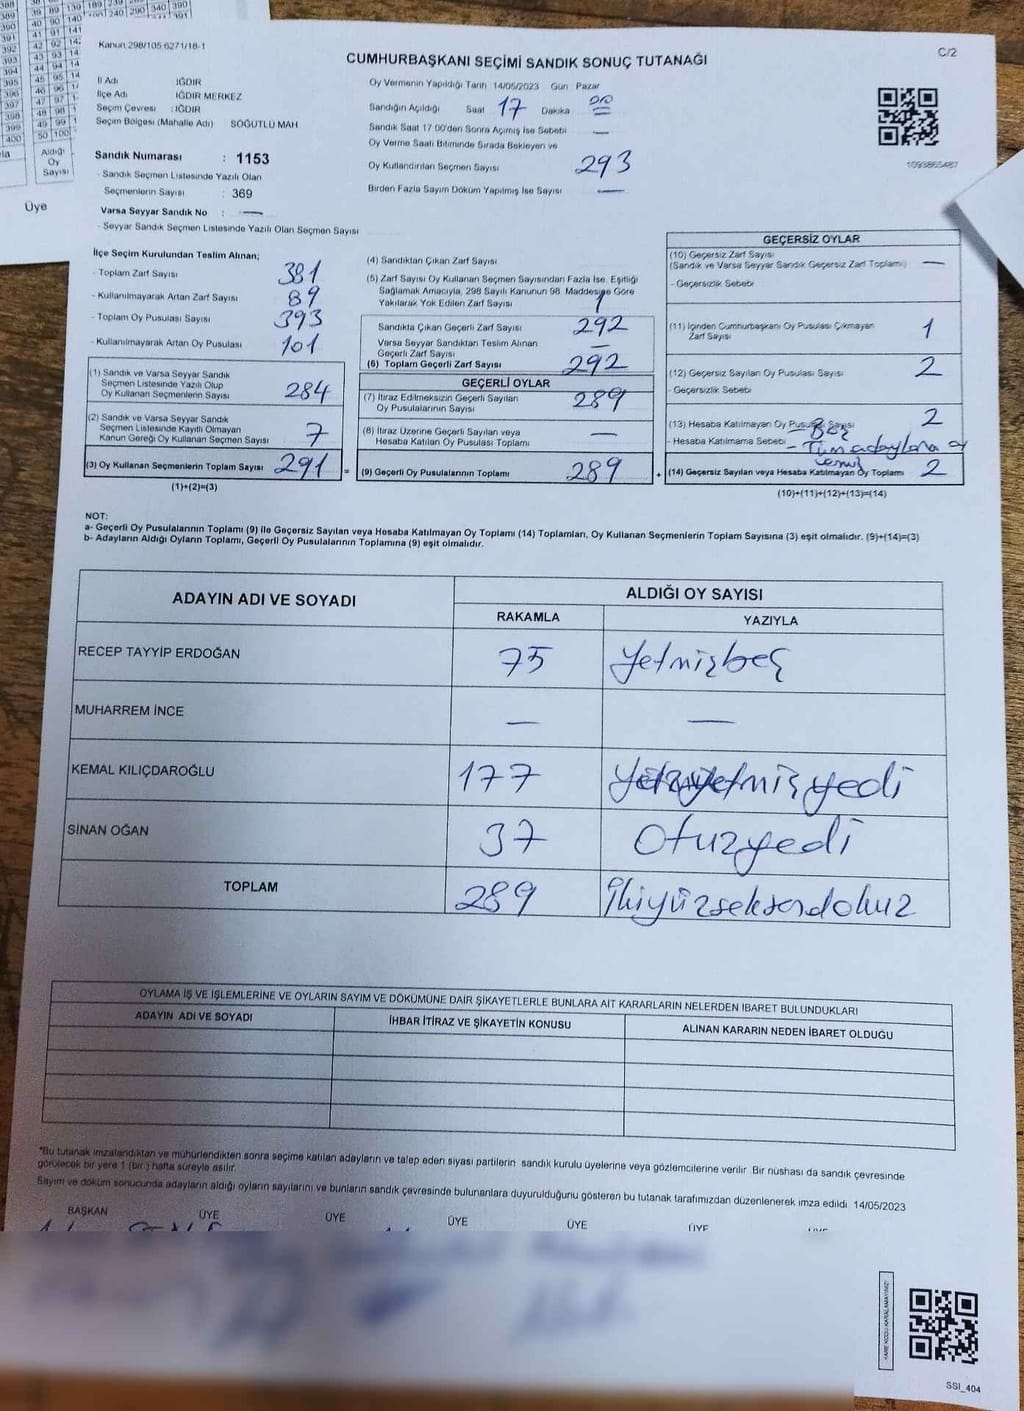 Kanun 298/105 6271/18-1
C/2
CUMHURBAŞKANI SEÇİMİ SANDIK SONUÇ TUTANAĞI
İl Adı : IĞDIR
İlçe Adı : IĞDIR MERKEZ
Seçim Çevresi : IĞDIR
Seçim Bölgesi (Mahalle Adı) SOĞUTLU MAH
Sandık Numarası : 1153
- Sandık Seçmen Listesinde Yazılı Olan
Seçmenlerin Sayısı : 369
Varsa Seyyar Sandık No : —
- Seyyar Sandık Seçmen Listesinde Yazılı Olan Seçmen Sayısı
Oy Vermenin Yapıldığı Tarih 14/05/2023 Gün Pazar
Sandığın Açıldığı Saat 17 Dakika 00
Sandık Saat 17 00'den Sonra Açımış İse Sebebi —
Oy Verme Saati Bitiminde Sırada Bekleyen ve
Oy Kullandırılan Seçmen Sayısı 293
Birden Fazla Sayım Döküm Yapılmış İse Sayısı —
1093865487
İlçe Seçim Kurulundan Teslim Alınan;
- Toplam Zarf Sayısı 381
- Kullanılmayarak Artan Zarf Sayısı 89
- Toplam Oy Pusulası Sayısı 393
- Kullanılmayarak Artan Oy Pusulası 101
(1) Sandık ve Varsa Seyyar Sandık
Seçmen Listesinde Yazılı Olup
Oy Kullanan Seçmenlerin Sayısı 284
(2) Sandık ve Varsa Seyyar Sandık
Seçmen Listesinde Kayıtlı Olmayan
Kanun Gereği Oy Kullanan Seçmen Sayısı 7
(3) Oy Kullanan Seçmenlerin Toplam Sayısı 291 =
(1)+(2)=(3)
(4) Sandıktan Çıkan Zarf Sayısı
(5) Zarf Sayısı Oy Kullanan Seçmen Sayısından Fazla İse, Eşitliği
Sağlamak Amacıyla, 298 Sayılı Kanunun 98. Maddesine Göre
Yakılarak Yok Edilen Zarf Sayısı 1
Sandıkta Çıkan Geçerli Zarf Sayısı 292
Varsa Seyyar Sandıktan Teslim Alınan
Geçerli Zarf Sayısı —
(6) Toplam Geçerli Zarf Sayısı 292
GEÇERLİ OYLAR
(7) İtiraz Edilmeksizin Geçerli Sayılan
Oy Pusulalarının Sayısı 289
(8) İtiraz Üzerine Geçerli Sayılan veya
Hesaba Katılan Oy Pusulası Toplamı —
(9) Geçerli Oy Pusulalarının Toplamı 289 +
GEÇERSİZ OYLAR
(10) Geçersiz Zarf Sayısı
(Sandık ve Varsa Seyyar Sandık Geçersiz Zarf Toplamı) —
- Geçersizlik Sebebi
(11) İçinden Cumhurbaşkanı Oy Pusulası Çıkmayan
Zarf Sayısı 1
(12) Geçersiz Sayılan Oy Pusulası Sayısı 2
- Geçersizlik Sebebi
(13) Hesaba Katılmayan Oy Pusulası Sayısı 2
- Hesaba Katılmama Sebebi - Boş
- Tüm adaylara oy
vermiş
(14) Geçersiz Sayılan veya Hesaba Katılmayan Oy Toplamı 2
(10)+(11)+(12)+(13)=(14)
NOT:
a- Geçerli Oy Pusulalarının Toplamı (9) ile Geçersiz Sayılan veya Hesaba Katılmayan Oy Toplamı (14) Toplamları, Oy Kullanan Seçmenlerin Toplam Sayısına (3) eşit olmalıdır. (9)+(14)=(3)
b- Adayların Aldığı Oyların Toplamı, Geçerli Oy Pusulalarının Toplamına (9) eşit olmalıdır.
ADAYIN ADI VE SOYADI
ALDIĞI OY SAYISI
RAKAMLA YAZIYLA
RECEP TAYYİP ERDOĞAN 75 Yetmişbeş
MUHARREM İNCE — —
KEMAL KILIÇDAROĞLU 177 Yüzyetmişyedi
SİNAN OĞAN 37 Otuzyedi
TOPLAM 289 İkiyüzseksendokuz
OYLAMA İŞ VE İŞLEMLERİNE VE OYLARIN SAYIM VE DÖKÜMÜNE DAİR ŞİKAYETLERLE BUNLARA AİT KARARLARIN NELERDEN İBARET BULUNDUKLARI
ADAYIN ADI VE SOYADI İHBAR İTİRAZ VE ŞİKAYETİN KONUSU ALINAN KARARIN NEDEN İBARET OLDUĞU
"Bu tutanak imzalandıktan ve mühürlendikten sonra seçime katılan adayların ve talep eden siyasi partilerin sandık kurulu üyelerine veya gözlemcilerine verilir. Bir nüshası da sandık çevresinde
görülecek bir yere 1 (bir ) hafta süreyle asılır.
Sayım ve döküm sonucunda adayların aldığı oyların sayılarını ve bunların sandık çevresinde bulunanlara duyurulduğunu gösteren bu tutanak tarafımızdan düzenlenerek imza edildi. 14/05/2023
BAŞKAN ÜYE ÜYE ÜYE ÜYE ÜYE
SSI_404
Aldığı
Oy
Sayısı
Üye